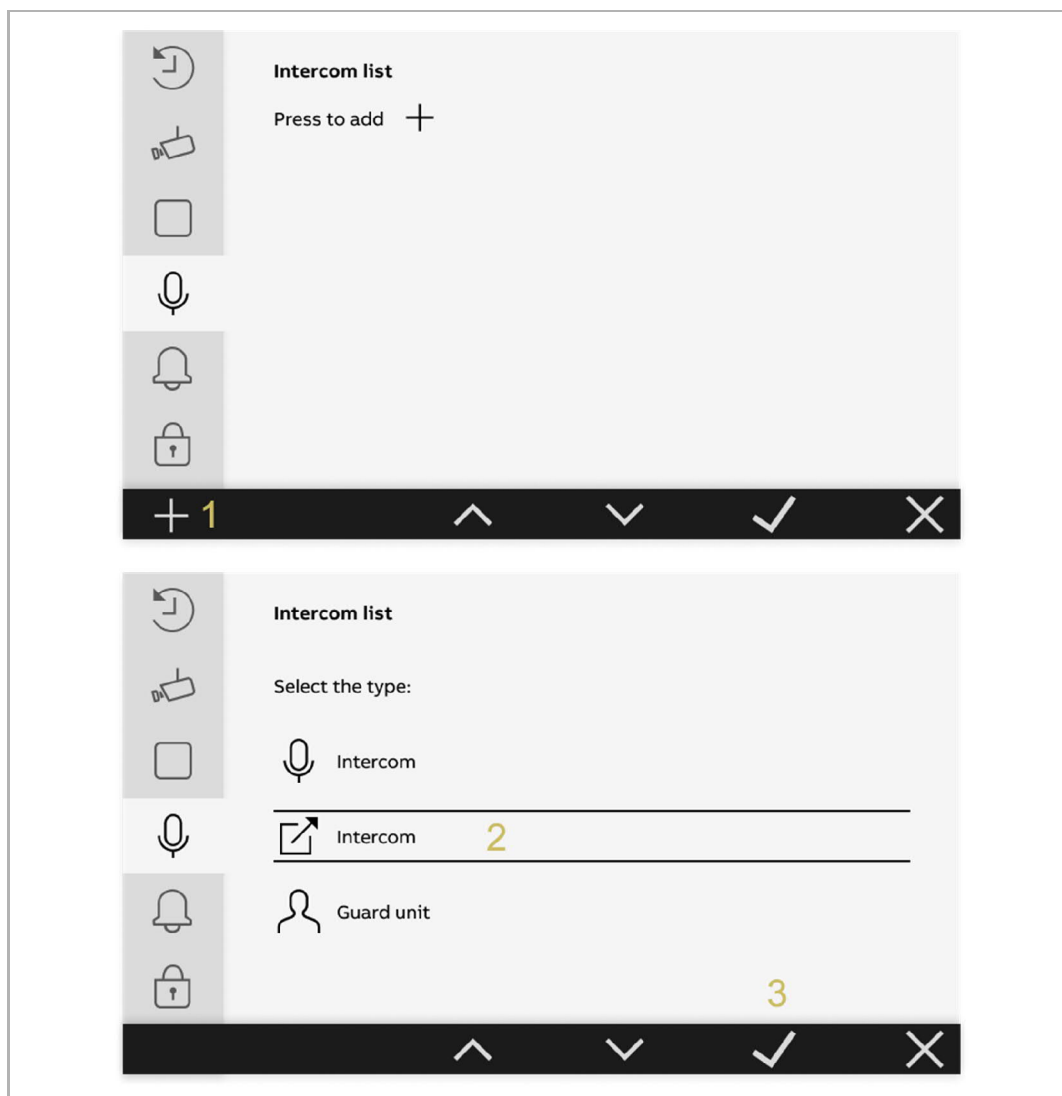 Intercom list
Press to add
1
Intercom list
Select the type:
Intercom
Intercom 2
Guard unit
3